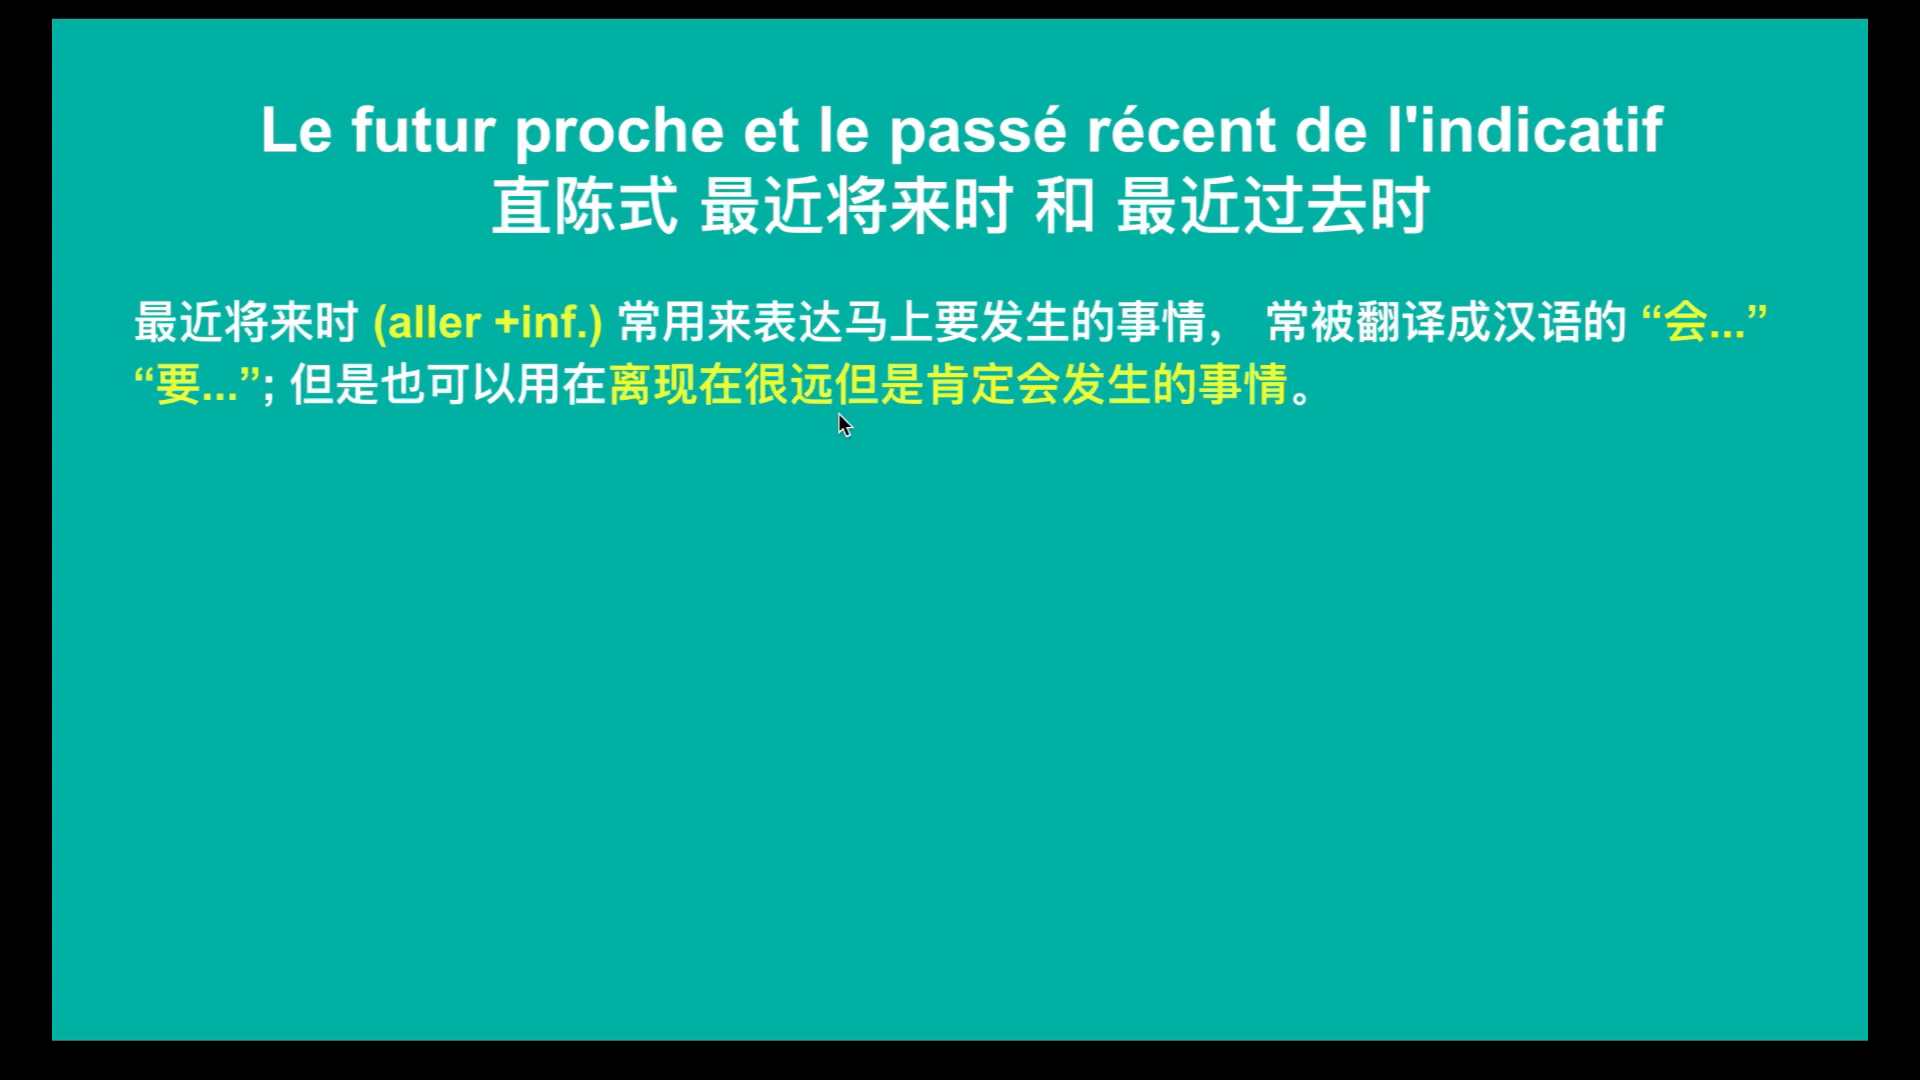 Le futur proche et le passé récent de l'indicatif
直陈式 最近将来时 和 最近过去时
最近将来时 (aller +inf.) 常用来表达马上要发生的事情， 常被翻译成汉语的 “会...”
“要...”; 但是也可以用在离现在很远但是肯定会发生的事情。